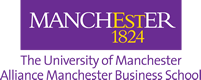 MANCHESTER
1824
The University of Manchester
Alliance Manchester Business School